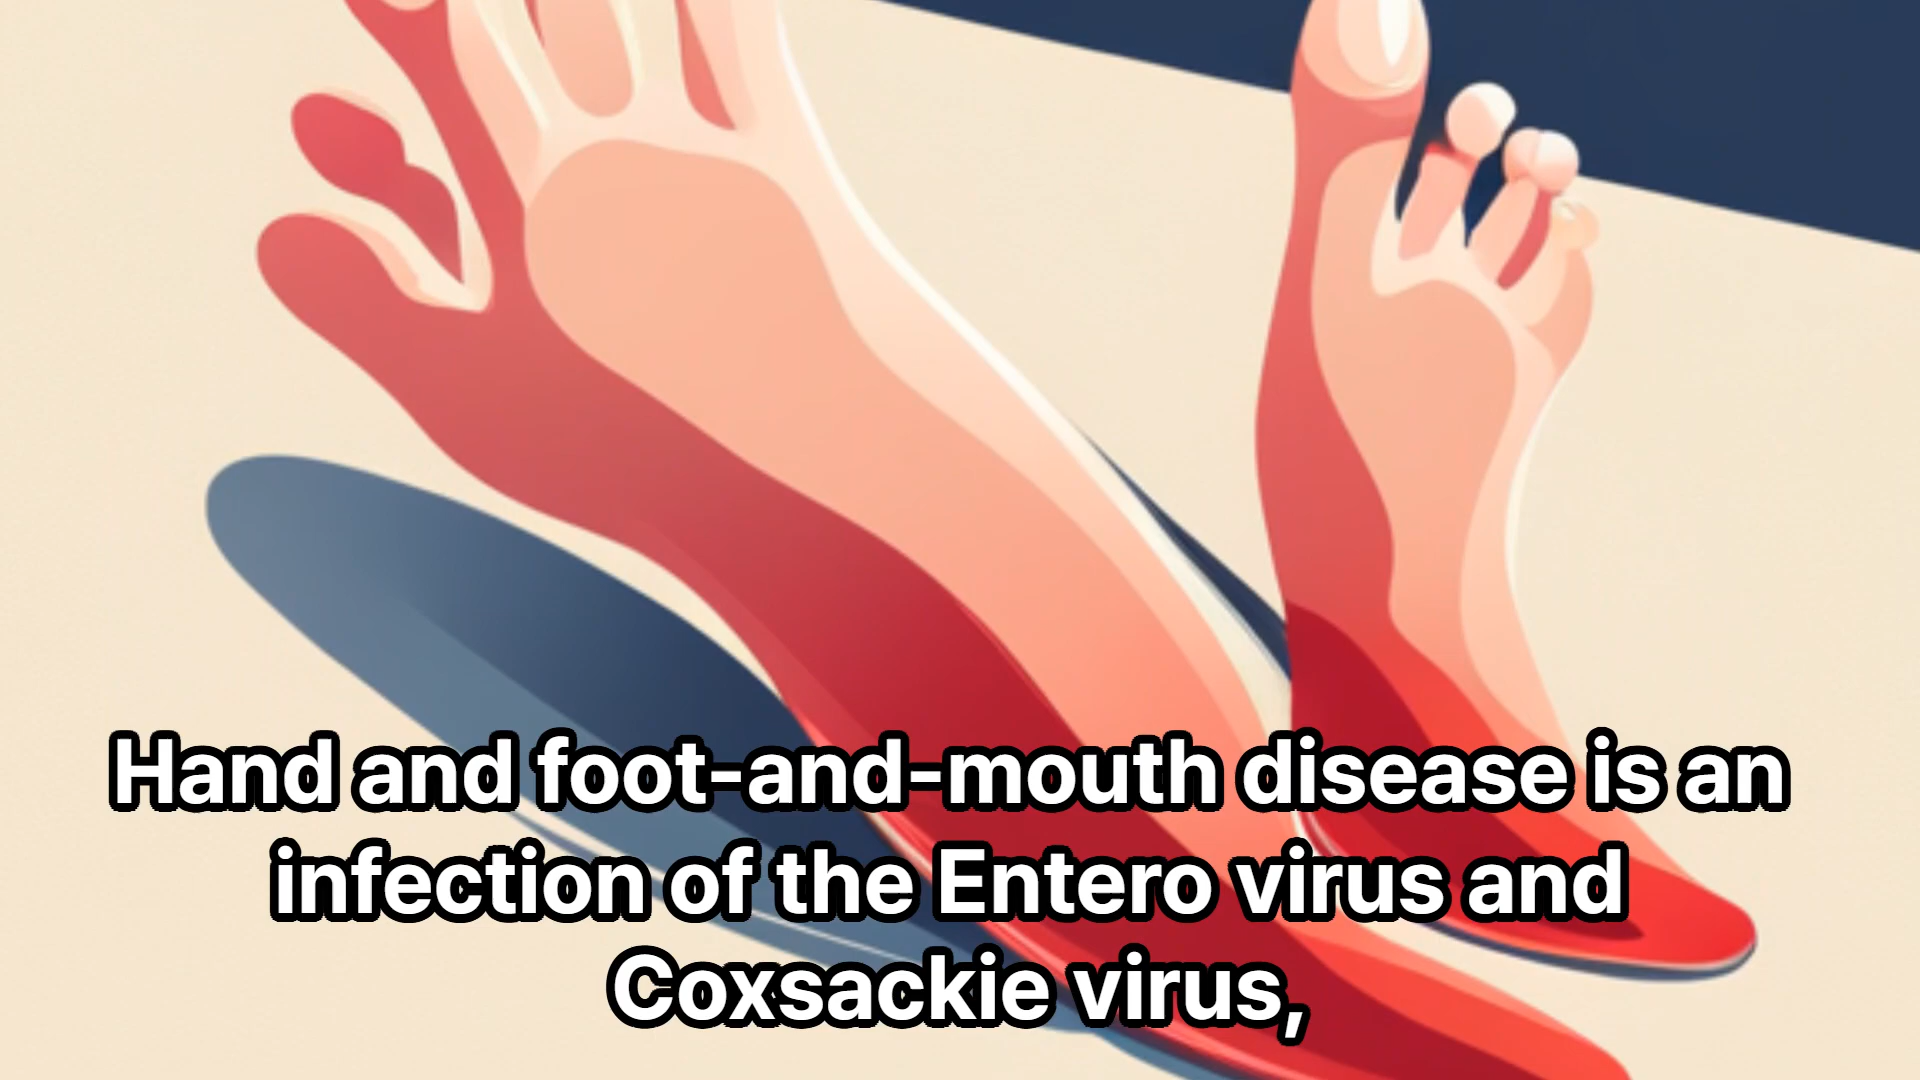 Hand and foot-and-mouth disease is an
infection of the Entero virus and
Coxsackie virus,